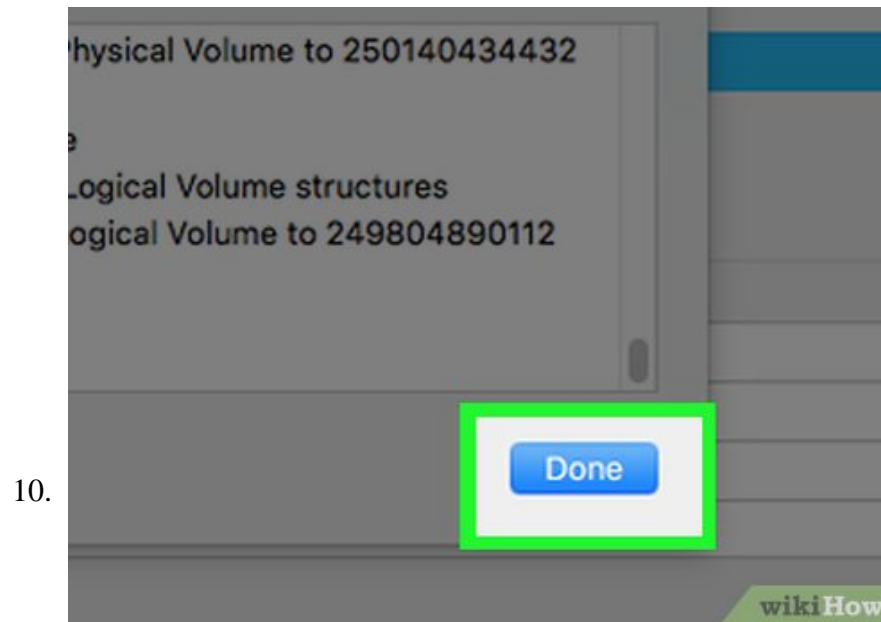 hysical Volume to 250140434432
e
Logical Volume structures
ogical Volume to 249804890112
Done
10.
wikiHow